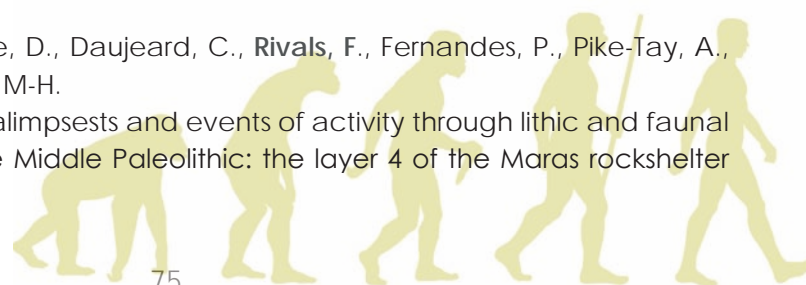 e, D., Daujeard, C., Rivals, F., Fernandes, P., Pike-Tay, A.,
M-H.
alimpsests and events of activity through lithic and faunal
e Middle Paleolithic: the layer 4 of the Maras rockshelter
75